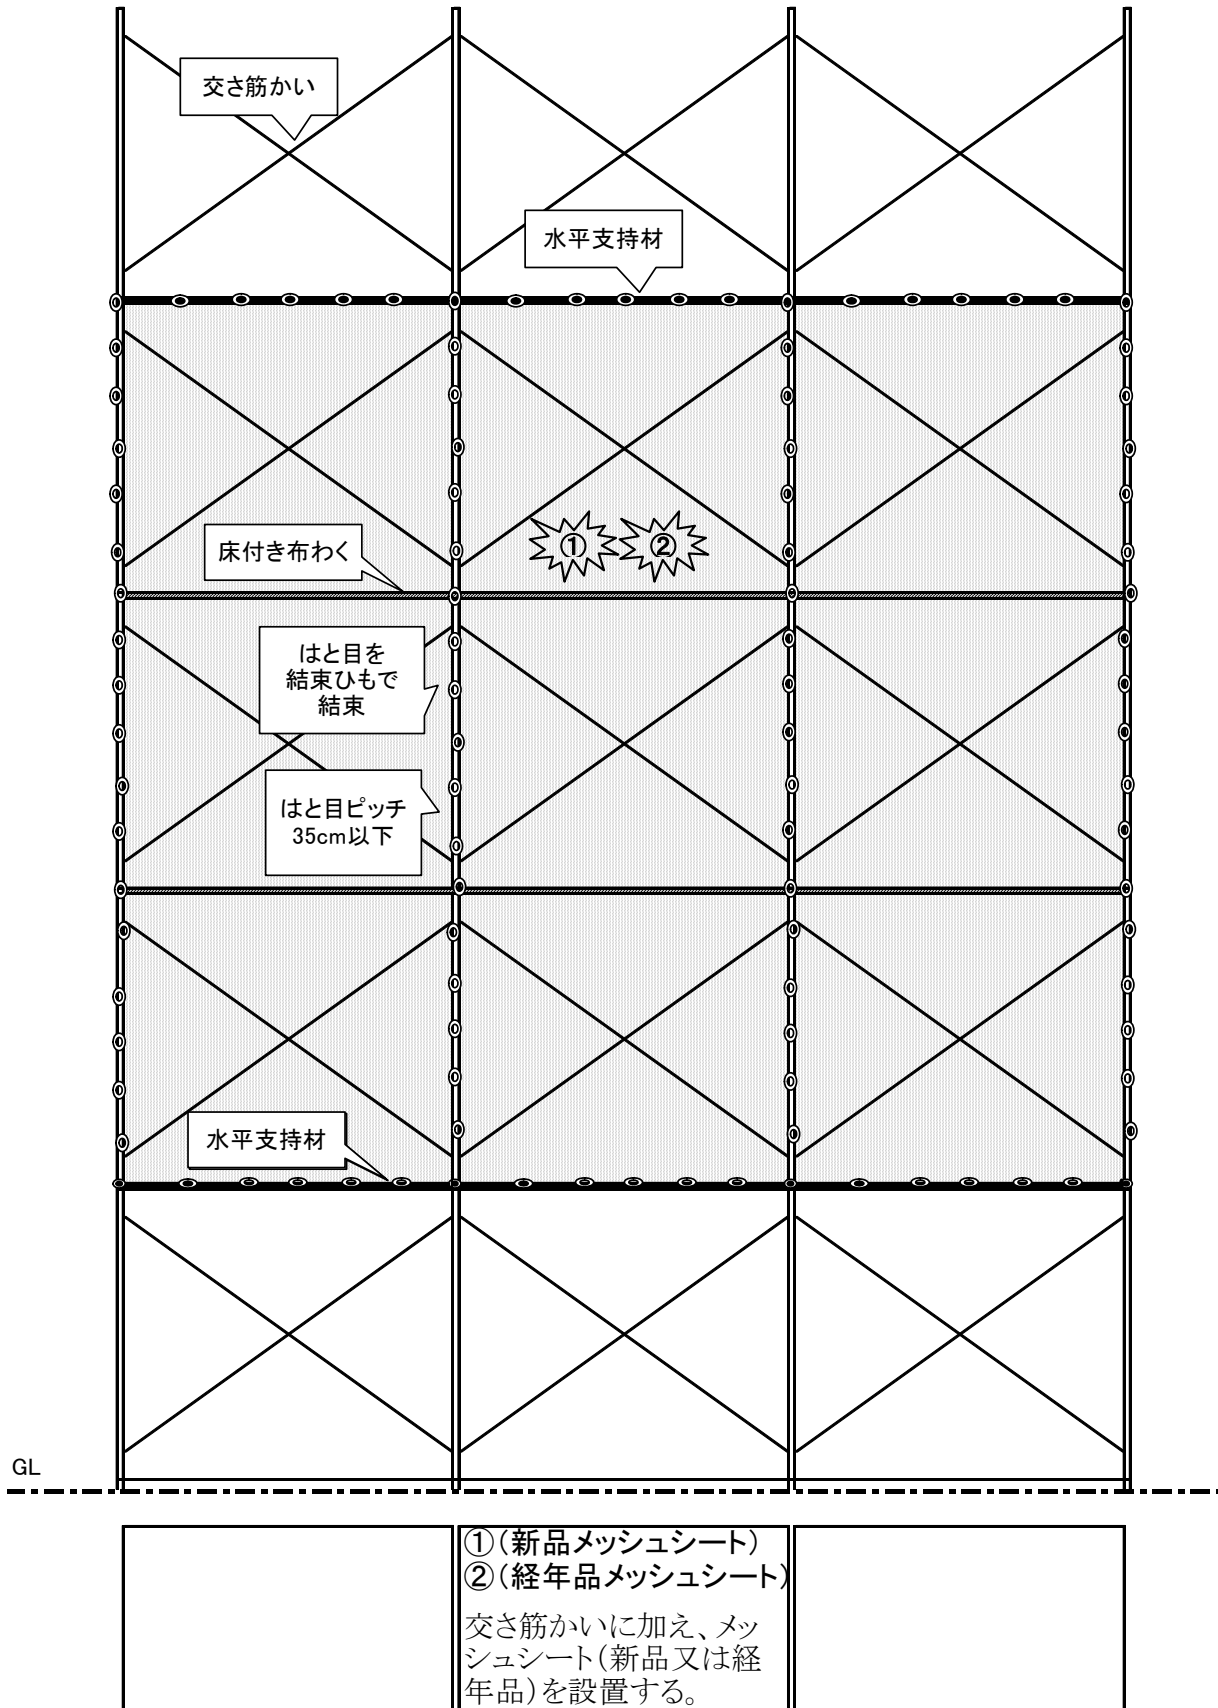 交さ筋かい
水平支持材
①
②
床付き布わく
はと目を
結束ひもで
結束
はと目ピッチ
35cm以下
水平支持材
GL
①(新品メッシュシート)
②(経年品メッシュシート)
交さ筋かいに加え、メッ
シュシート(新品又は経
年品)を設置する。